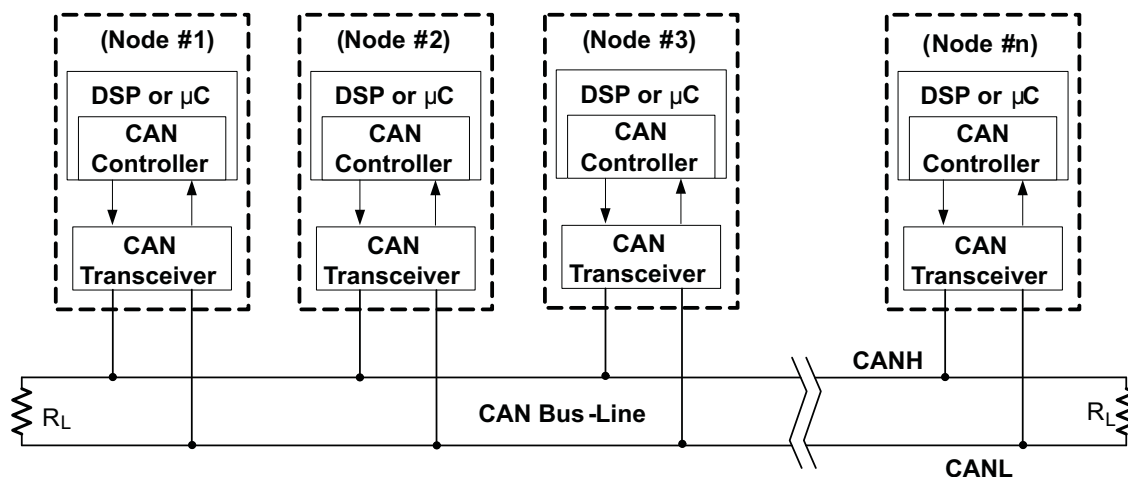 (Node #1)
DSP or µC
CAN
Controller
CAN
Transceiver
(Node #2)
DSP or µC
CAN
Controller
CAN
Transceiver
(Node #3)
DSP or µC
CAN
Controller
CAN
Transceiver
(Node #n)
DSP or µC
CAN
Controller
CAN
Transceiver
CANH
RL
CAN Bus-Line
RL
CANL